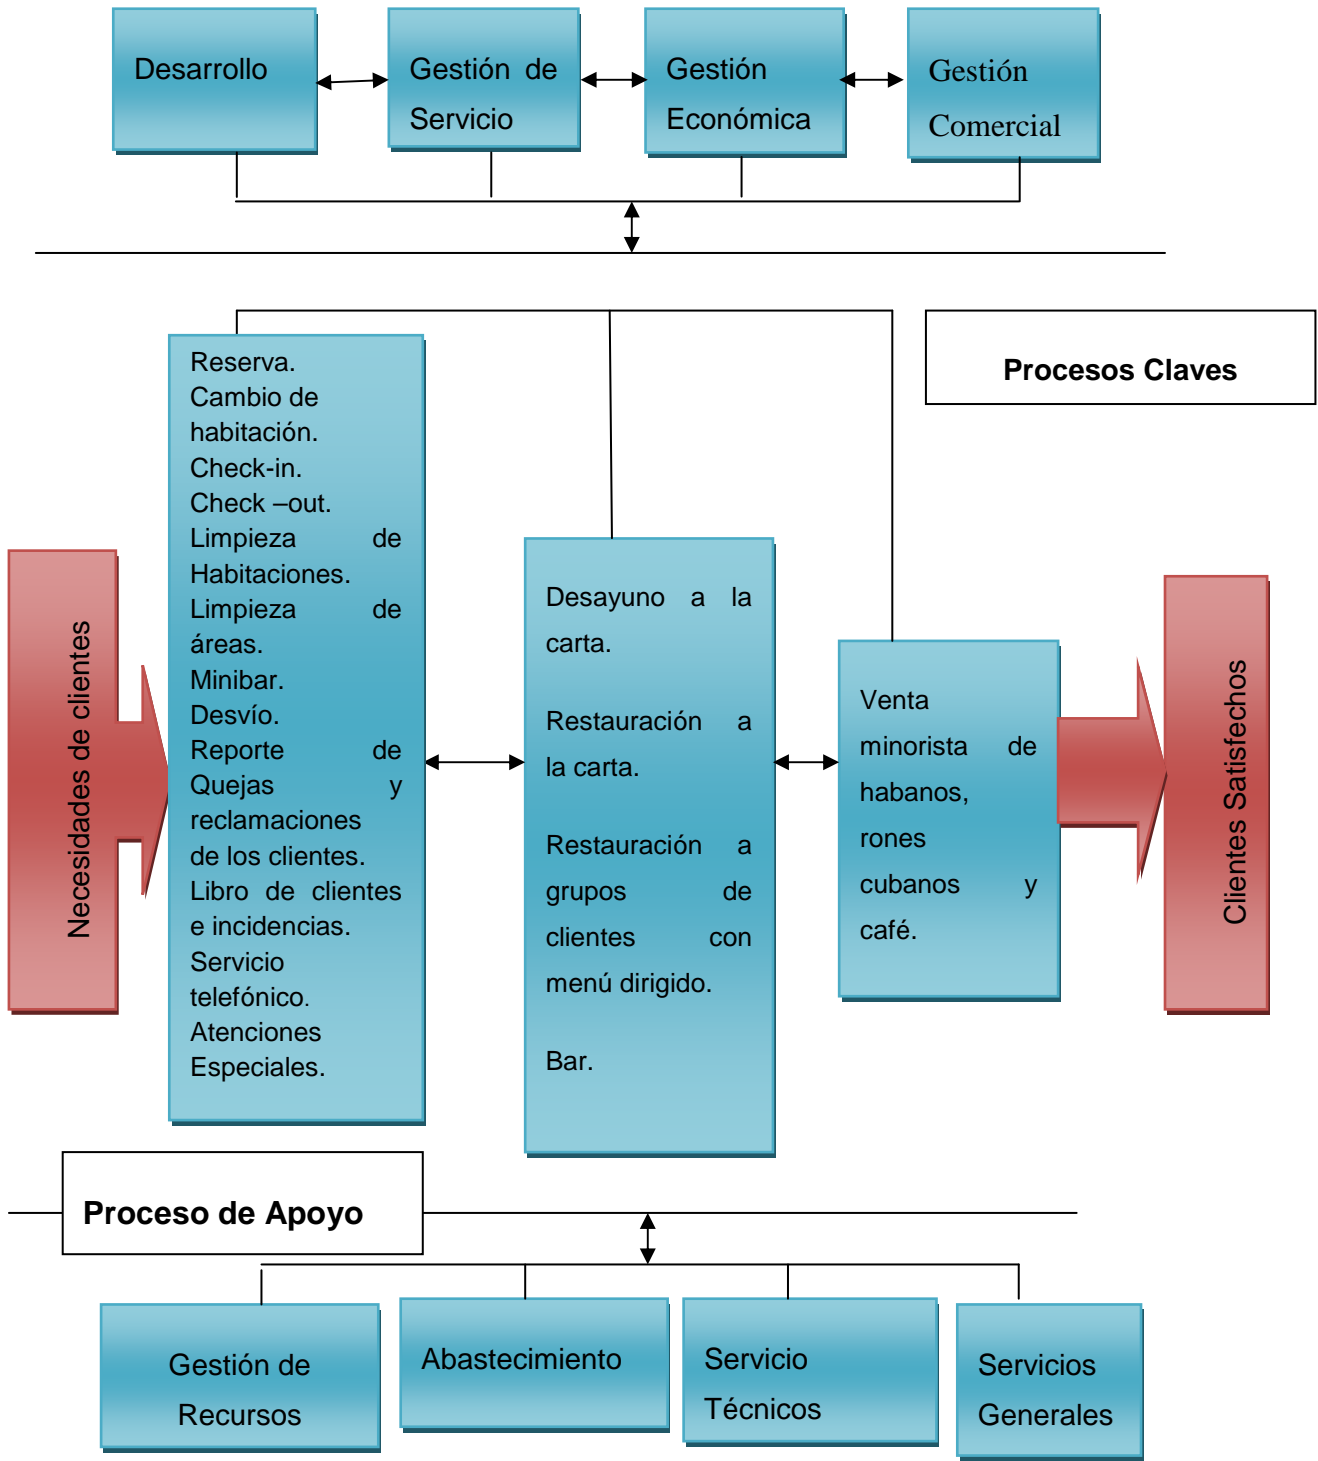 Desarrollo
Gestión de
Servicio
Gestión
Económica
Gestión
Comercial
Procesos Claves
Necesidades de clientes
Reserva.
Cambio de
habitación.
Check-in.
Check –out.
Limpieza de
Habitaciones.
Limpieza de
áreas.
Minibar.
Desvío.
Reporte de
Quejas y
reclamaciones
de los clientes.
Libro de clientes
e incidencias.
Servicio
telefónico.
Atenciones
Especiales.
Desayuno a la
carta.
Restauración a
la carta.
Restauración a
grupos de
clientes con
menú dirigido.
Bar.
Venta
minorista de
habanos,
rones
cubanos y
café.
Clientes Satisfechos
Proceso de Apoyo
Gestión de
Recursos
Abastecimiento
Servicio
Técnicos
Servicios
Generales